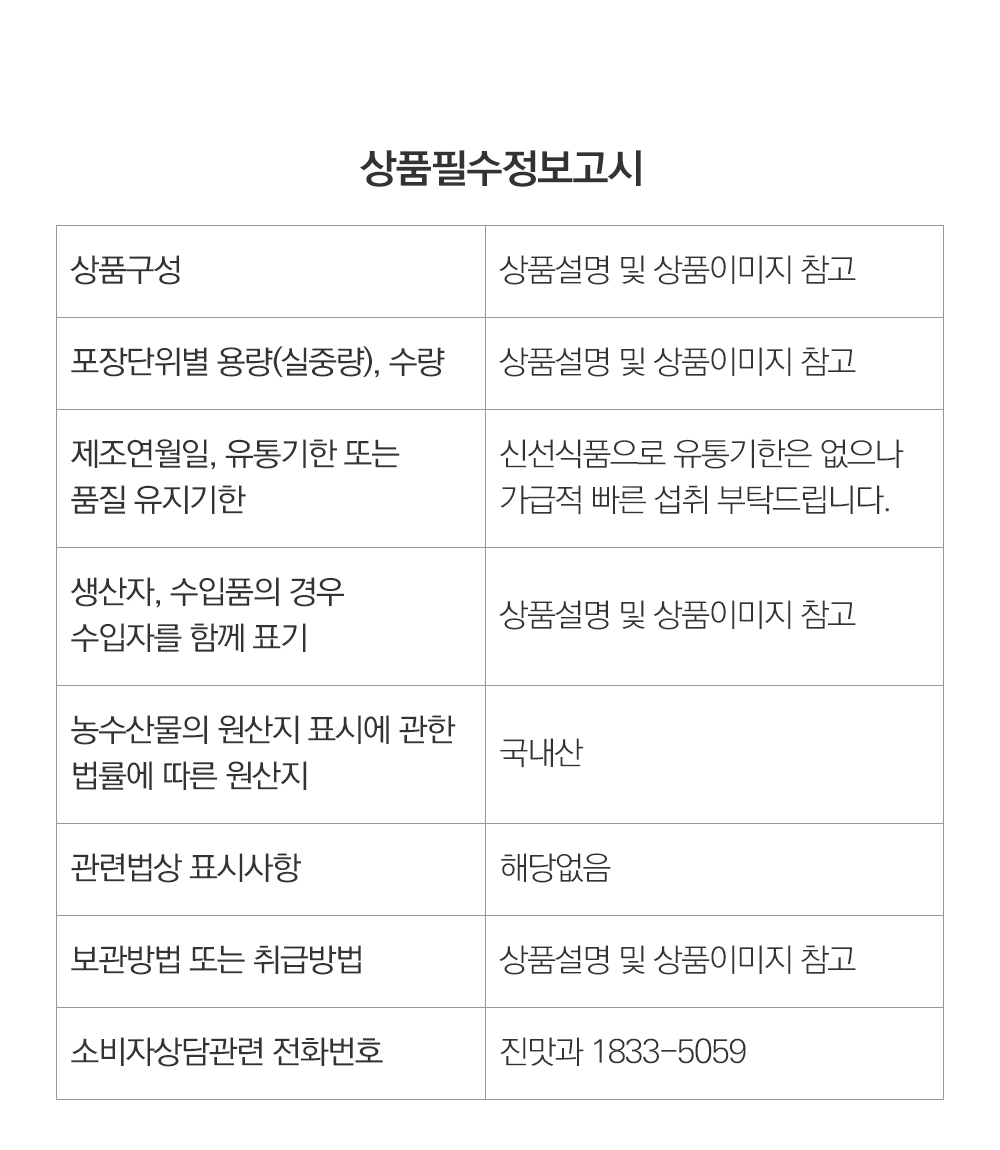 상품필수정보고시
상품구성
상품설명 및 상품이미지 참고
포장단위별 용량(실중량), 수량
상품설명 및 상품이미지 참고
제조연월일, 유통기한 또는
품질 유지기한
신선식품으로 유통기한은 없으나
가급적 빠른 섭취 부탁드립니다.
생산자, 수입품의 경우
수입자를 함께 표기
상품설명 및 상품이미지 참고
농수산물의 원산지 표시에 관한
법률에 따른 원산지
국내산
관련법상 표시사항
해당없음
보관방법 또는 취급방법
상품설명 및 상품이미지 참고
소비자상담관련 전화번호
진맛과 1833-5059